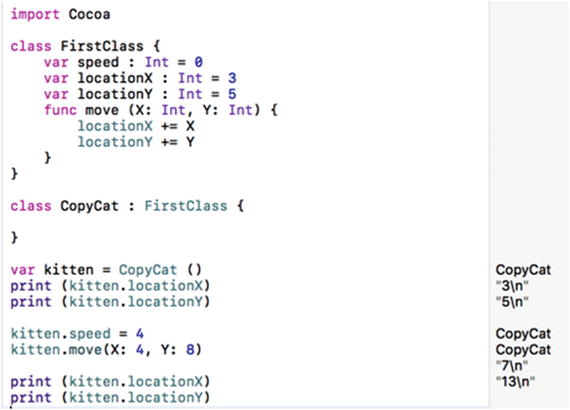 import Cocoa
class FirstClass {
var speed : Int = 0
var locationX : Int = 3
var locationY : Int = 5
func move (X: Int, Y: Int) {
locationX += X
locationY += Y
}
}
class CopyCat : FirstClass {
}
var kitten = CopyCat () CopyCat
print (kitten.locationX) "3\n"
print (kitten.locationY) "5\n"
kitten.speed = 4 CopyCat
kitten.move(X: 4, Y: 8) CopyCat
"7\n"
print (kitten.locationX) "13\n"
print (kitten.locationY)